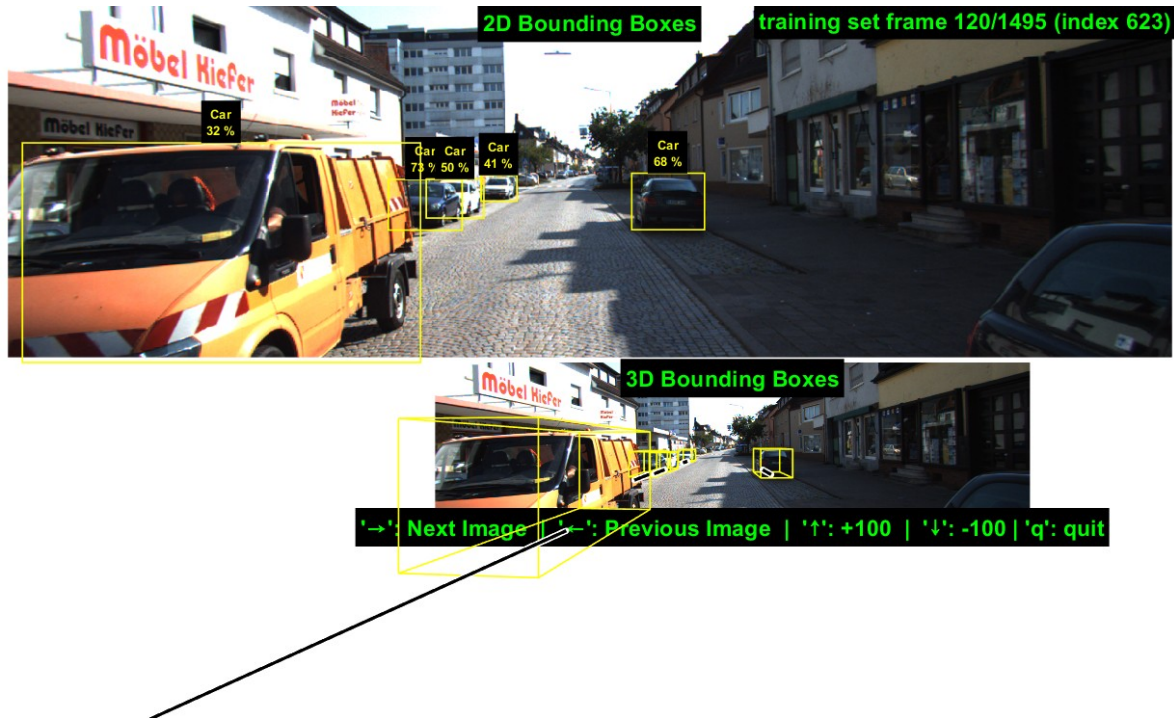 2D Bounding Boxes
training set frame 120/1495 (index 623)
Möbel Kiefer
Möbel
Kiefer
Möbel Kiefer
Car
32 %
Car
73 %
Car
50 %
Car
41 %
Car
68 %
3D Bounding Boxes
Möbel Kiefer
'→': Next Image | '←': Previous Image | '↑': +100 | '↓': -100 | 'q': quit